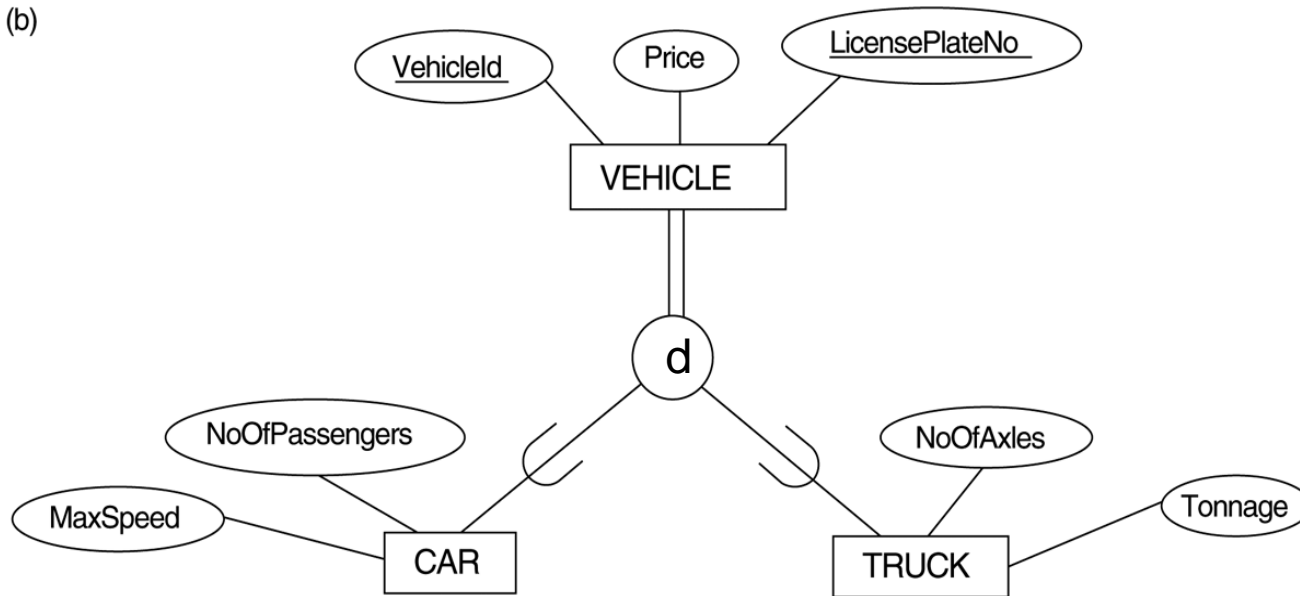 (b)
VehicleId
Price
LicensePlateNo
VEHICLE
d
NoOfPassengers
NoOfAxles
MaxSpeed
Tonnage
CAR
TRUCK